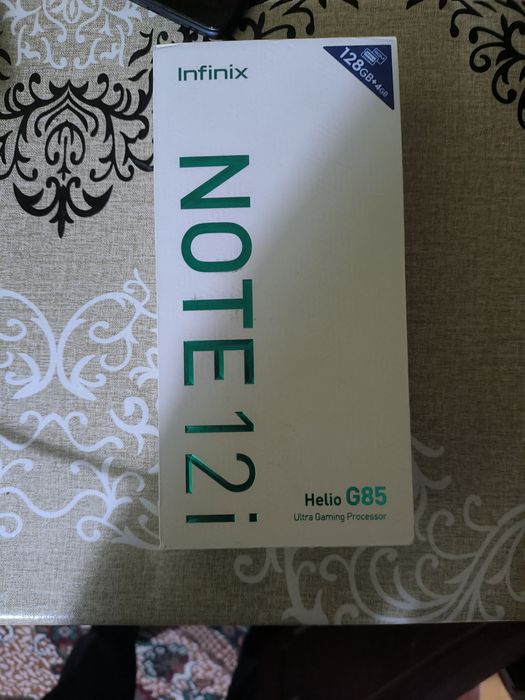 Infinix
128GB+4GB
NOTE 12i
Helio G85
Ultra Gaming Processor